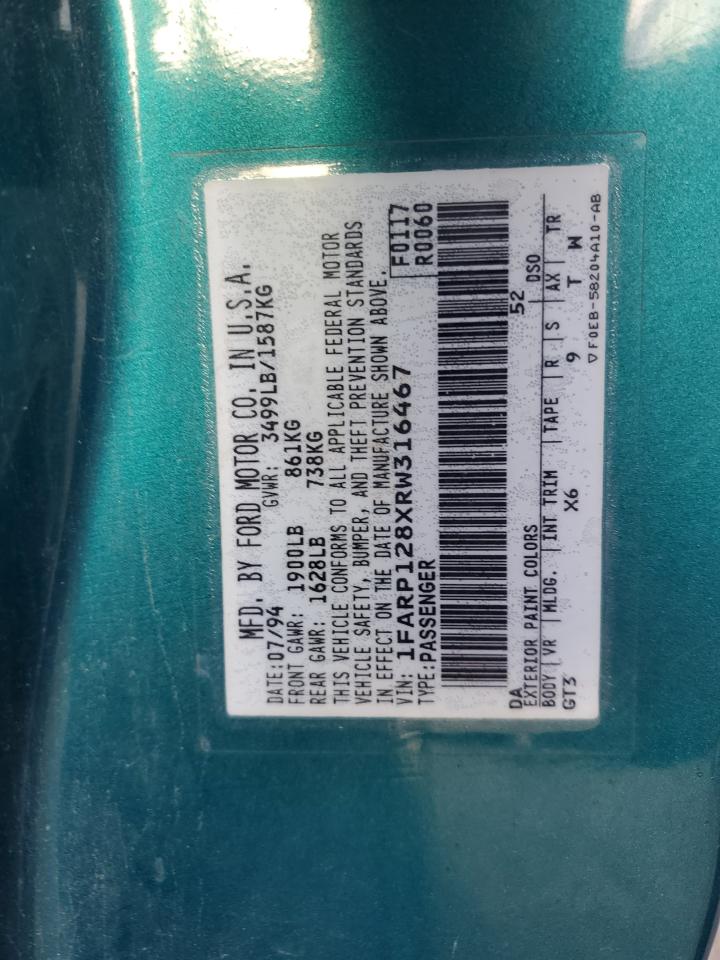 MFD. BY FORD MOTOR CO. IN U.S.A.
DATE: 07/94 GVWR: 3499LB/1587KG
FRONT GAWR: 1900LB 861KG
REAR GAWR: 1628LB 738KG
THIS VEHICLE CONFORMS TO ALL APPLICABLE FEDERAL MOTOR
VEHICLE SAFETY, BUMPER, AND THEFT PREVENTION STANDARDS
IN EFFECT ON THE DATE OF MANUFACTURE SHOWN ABOVE.
VIN: 1FARP128XRW316467 F0117
TYPE: PASSENGER R0060
DA 52
EXTERIOR PAINT COLORS DSO
BODY VR MLDG. INT TRIM TAPE R S AX TR
GT3 X6 9 T W
▽F0EB-58204A10-AB